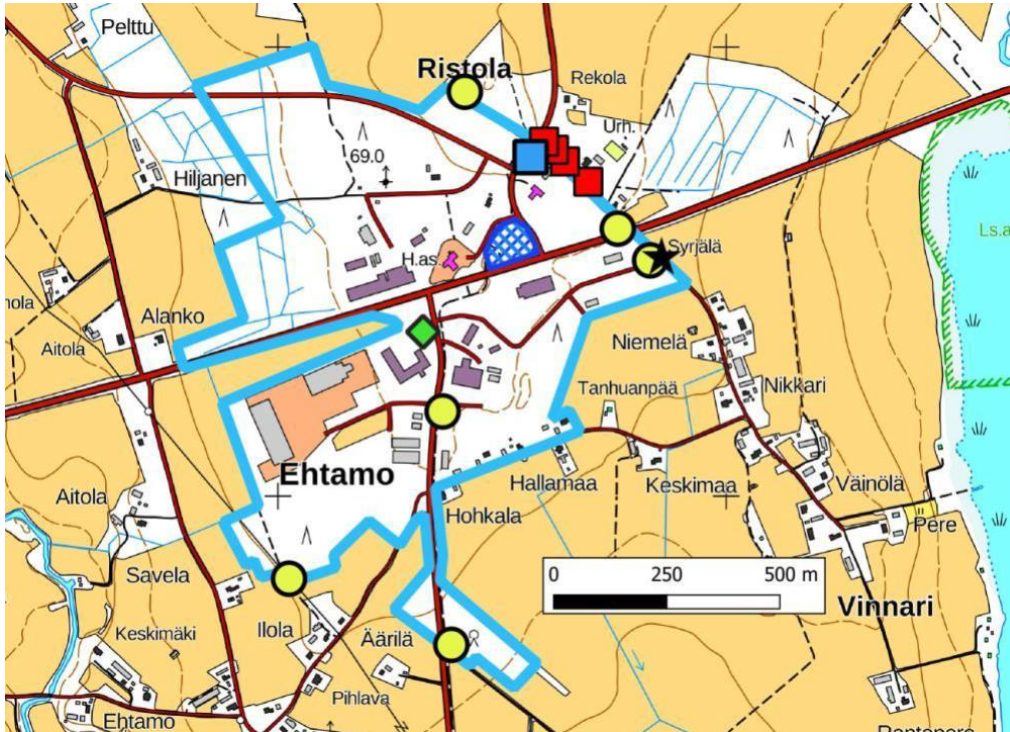 Pelttu
Ristola
Rekola
Urh.
69.0
Hiljanen
Syrjälä
Ls.a
H.as.
nola
Alanko
Aitola
Niemelä
Tanhuanpää
Nikkari
Ehtamo
Hallamaa
Keskimaa
Väinölä
Aitola
Hohkala
Pere
0 250 500 m
Savela
Vinnari
Keskimäki
Ilola
Äärilä
Pihlava
Ehtamo